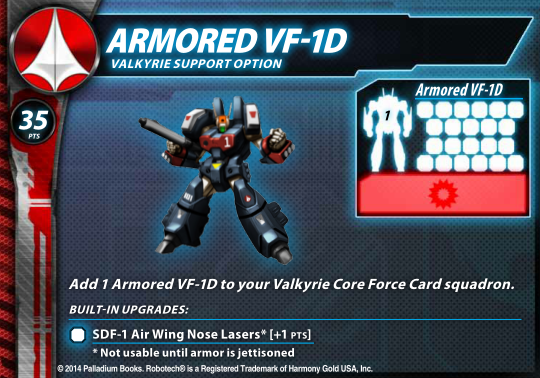 ARMORED VF-1D
VALKYRIE SUPPORT OPTION
35
PTS
Armored VF-1D
1
1
Add 1 Armored VF-1D to your Valkyrie Core Force Card squadron.
BUILT-IN UPGRADES:
SDF-1 Air Wing Nose Lasers* [+1 PTS]
* Not usable until armor is jettisoned
© 2014 Palladium Books. Robotech® is a Registered Trademark of Harmony Gold USA, Inc.